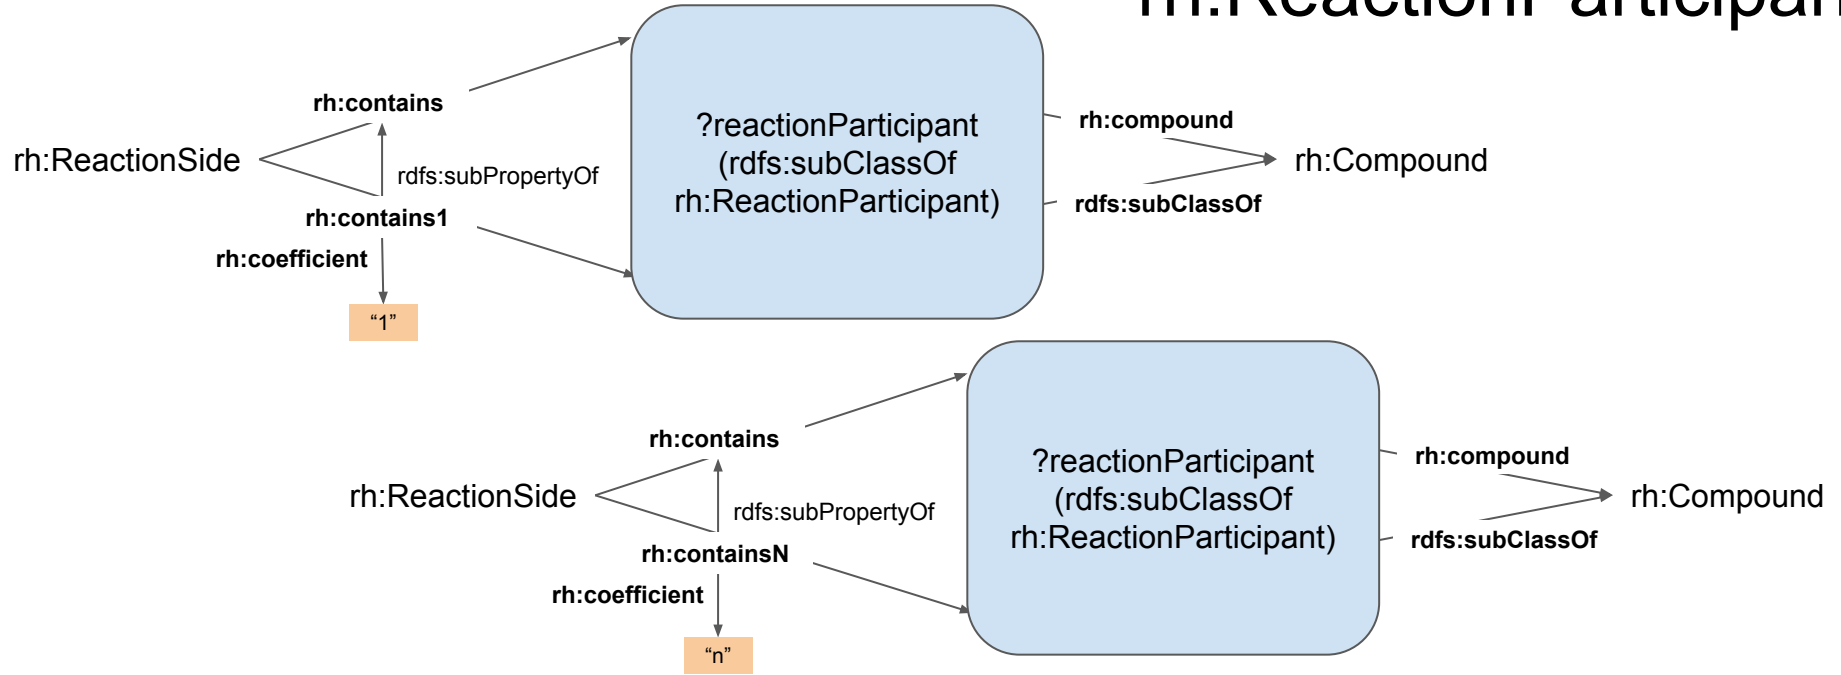 rh:ReactionParticipan
rh:contains
rh:ReactionSide
rdfs:subPropertyOf
rh:contains1
rh:coefficient
“1”
?reactionParticipant
(rdfs:subClassOf
rh:ReactionParticipant)
rh:compound
rh:Compound
rdfs:subClassOf
rh:contains
rh:ReactionSide
rdfs:subPropertyOf
rh:containsN
rh:coefficient
“n”
?reactionParticipant
(rdfs:subClassOf
rh:ReactionParticipant)
rh:compound
rh:Compound
rdfs:subClassOf